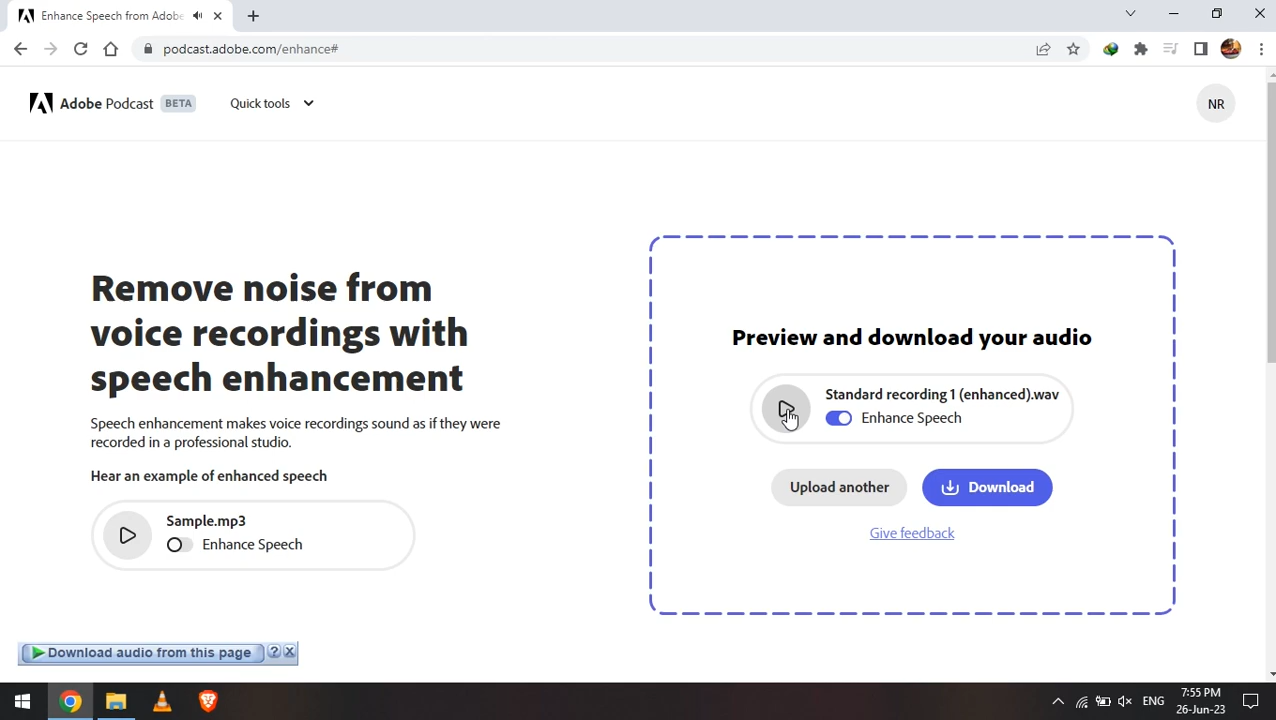 Enhance Speech from Adobe
podcast.adobe.com/enhance#
Adobe Podcast BETA
Quick tools
NR
Remove noise from
voice recordings with
speech enhancement
Speech enhancement makes voice recordings sound as if they were
recorded in a professional studio.
Hear an example of enhanced speech
Sample.mp3
Enhance Speech
Preview and download your audio
Standard recording 1 (enhanced).wav
Enhance Speech
Upload another
Download
Give feedback
Download audio from this page
?
ENG
7:55 PM
26-Jun-23